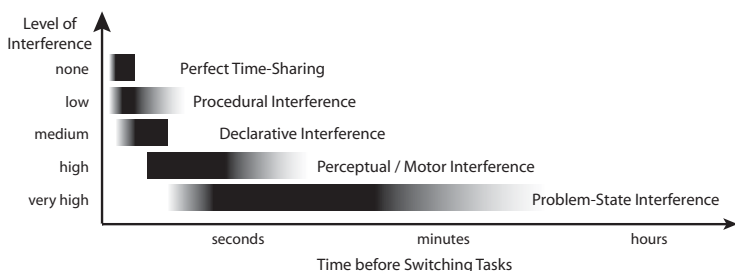 Level of
Interference
none
Perfect Time-Sharing
low
Procedural Interference
medium
Declarative Interference
high
Perceptual / Motor Interference
very high
Problem-State Interference
seconds
minutes
hours
Time before Switching Tasks